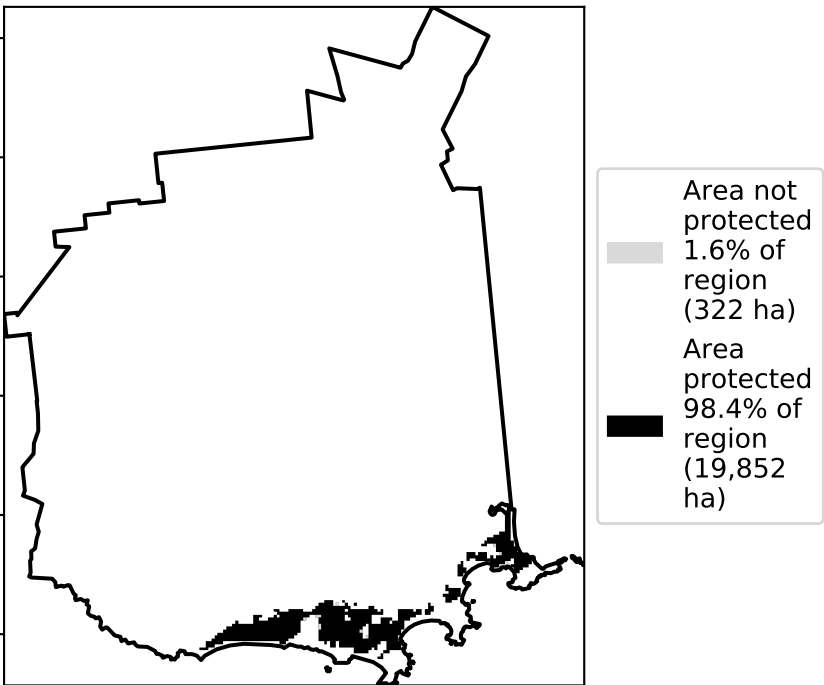 Area not
protected
1.6% of
region
(322 ha)
Area
protected
98.4% of
region
(19,852
ha)